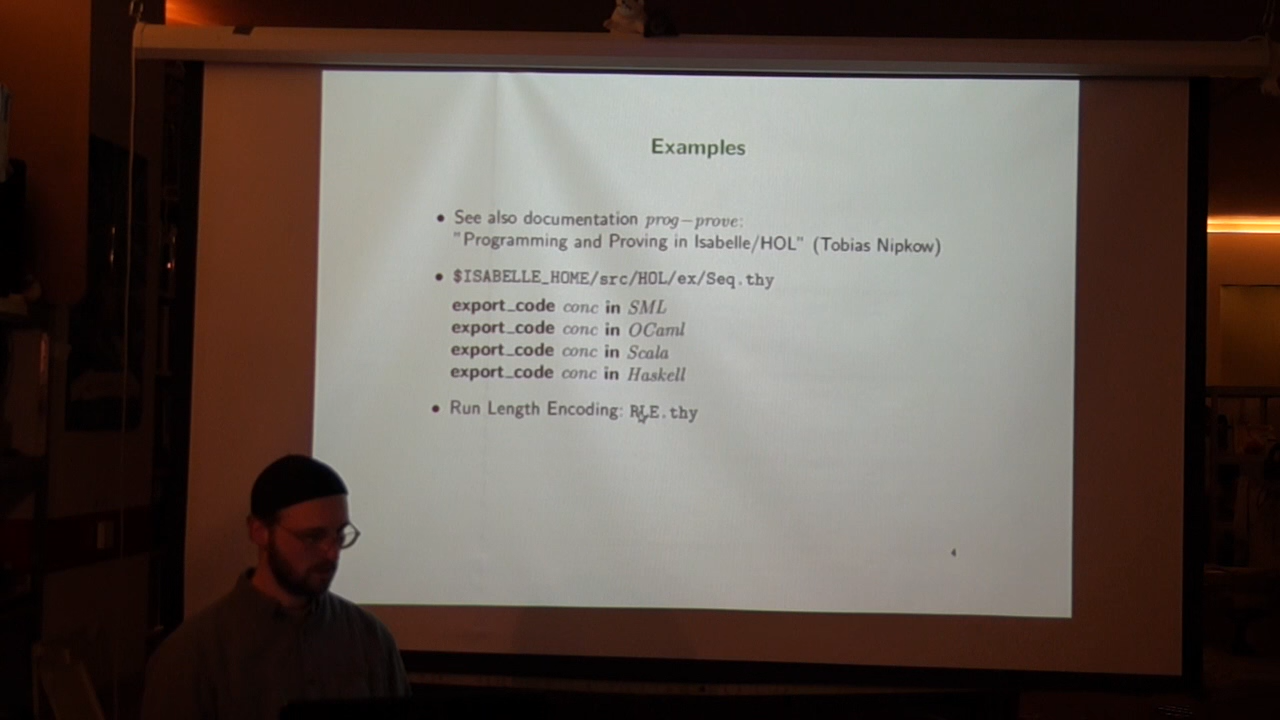 Examples
• See also documentation prog–prove:
"Programming and Proving in Isabelle/HOL" (Tobias Nipkow)
• $ISABELLE_HOME/src/HOL/ex/Seq.thy
export_code conc in SML
export_code conc in OCaml
export_code conc in Scala
export_code conc in Haskell
• Run Length Encoding: RLE.thy
4